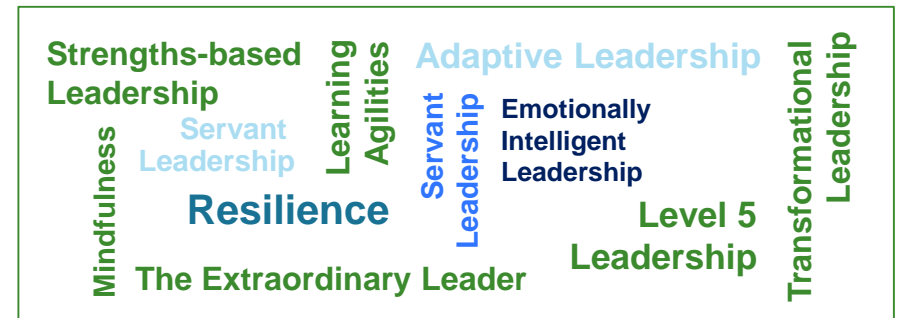 Strengths-based
Leadership
Learning
Agilities
Adaptive Leadership
Transformational
Leadership
Servant
Leadership
Servant
Leadership
Emotionally
Intelligent
Leadership
Mindfulness
Resilience
Level 5
Leadership
The Extraordinary Leader